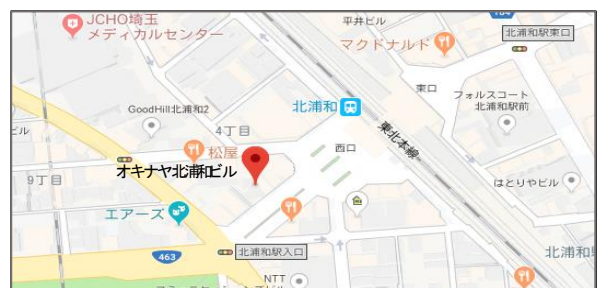 JCHO埼玉
メディカルセンター
平井ビル
マクドナルド
北浦和駅東口
東口
フォルスコート
北浦和駅前
GoodHill北浦和2
北浦和
4丁目
東北本線
西口
松屋
オキナヤ北浦和ビル
9丁目
はとりやビル
エアーズ
463
北浦和駅入口
北浦和
NTT